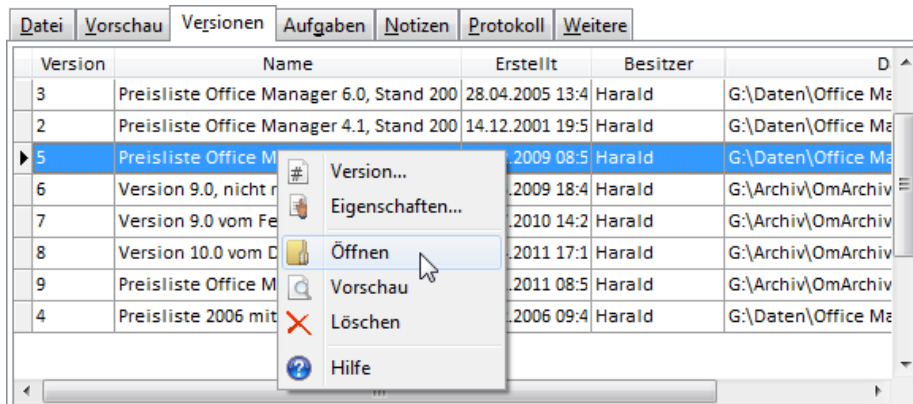 Datei Vorschau Versionen Aufgaben Notizen Protokoll Weitere
Version Name Erstellt Besitzer
3 Preisliste Office Manager 6.0, Stand 200 28.04.2005 13:4 Harald G:\Daten\Office Ma
2 Preisliste Office Manager 4.1, Stand 200 14.12.2001 19:5 Harald G:\Daten\Office Ma
5 Preisliste Office M .2009 08:5 Harald G:\Daten\Office Ma
6 Version 9.0, nicht r .2009 18:4 Harald G:\Archiv\OmArchiv
7 Version 9.0 vom Fe .2010 14:2 Harald G:\Archiv\OmArchiv
8 Version 10.0 vom D .2011 17:1 Harald G:\Archiv\OmArchiv
9 Preisliste Office M .2011 08:5 Harald G:\Archiv\OmArchiv
4 Preisliste 2006 mit .2006 09:4 Harald G:\Daten\Office Ma
Version...
Eigenschaften...
Öffnen
Vorschau
Löschen
Hilfe